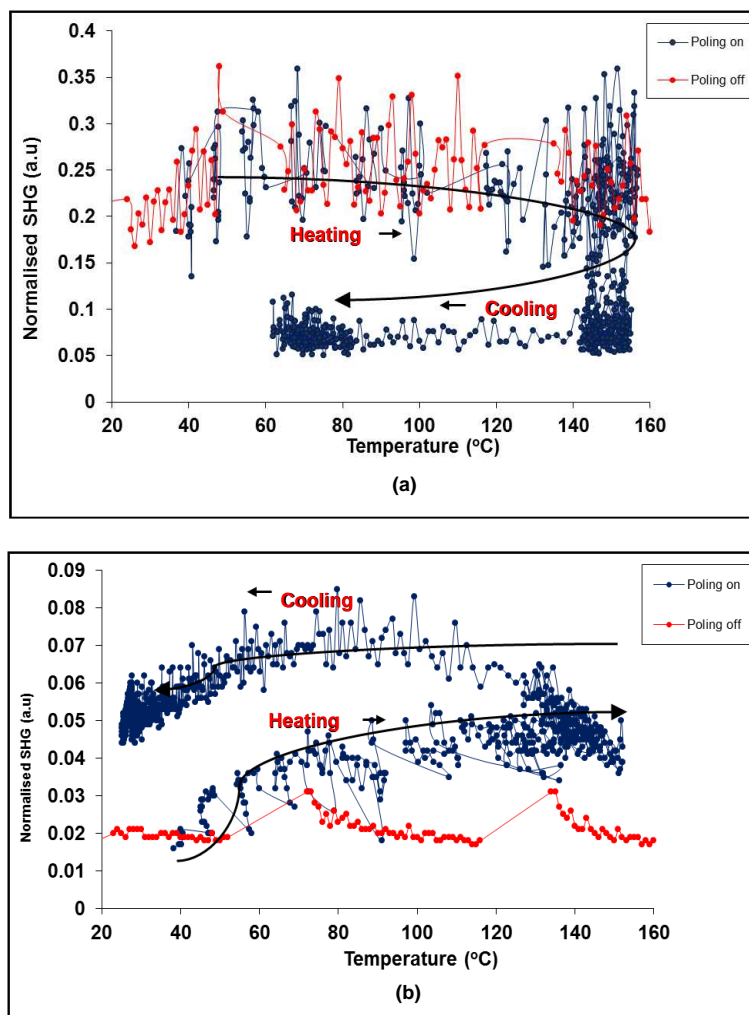 0.4
0.35
0.3
0.25
0.2
0.15
0.1
0.05
0
Normalised SHG (a.u)
Poling on
Poling off
Heating
Cooling
20 40 60 80 100 120 140 160
Temperature (oC)
(a)
0.09
0.08
0.07
0.06
0.05
0.04
0.03
0.02
0.01
0
Normalised SHG (a.u)
Poling on
Poling off
Cooling
Heating
20 40 60 80 100 120 140 160
Temperature (oC)
(b)